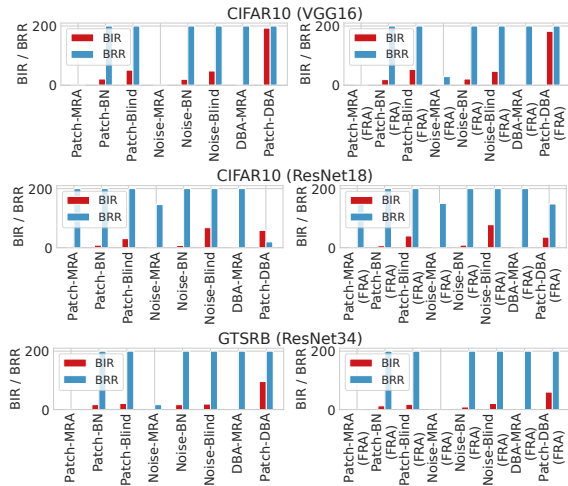 CIFAR10 (VGG16)
BIR / BRR
200
0
BIR
BRR
Patch-MRA
Patch-BN
Patch-Blind
Noise-MRA
Noise-BN
Noise-Blind
DBA-MRA
Patch-DBA
200
0
BIR
BRR
Patch-MRA
(FRA)
Patch-BN
(FRA)
Patch-Blind
(FRA)
Noise-MRA
(FRA)
Noise-BN
(FRA)
Noise-Blind
(FRA)
DBA-MRA
(FRA)
Patch-DBA
(FRA)
CIFAR10 (ResNet18)
BIR / BRR
200
0
BIR
BRR
Patch-MRA
Patch-BN
Patch-Blind
Noise-MRA
Noise-BN
Noise-Blind
DBA-MRA
Patch-DBA
200
0
BIR
BRR
Patch-MRA
(FRA)
Patch-BN
(FRA)
Patch-Blind
(FRA)
Noise-MRA
(FRA)
Noise-BN
(FRA)
Noise-Blind
(FRA)
DBA-MRA
(FRA)
Patch-DBA
(FRA)
GTSRB (ResNet34)
BIR / BRR
200
0
BIR
BRR
Patch-MRA
Patch-BN
Patch-Blind
Noise-MRA
Noise-BN
Noise-Blind
DBA-MRA
Patch-DBA
200
0
BIR
BRR
Patch-MRA
(FRA)
Patch-BN
(FRA)
Patch-Blind
(FRA)
Noise-MRA
(FRA)
Noise-BN
(FRA)
Noise-Blind
(FRA)
DBA-MRA
(FRA)
Patch-DBA
(FRA)